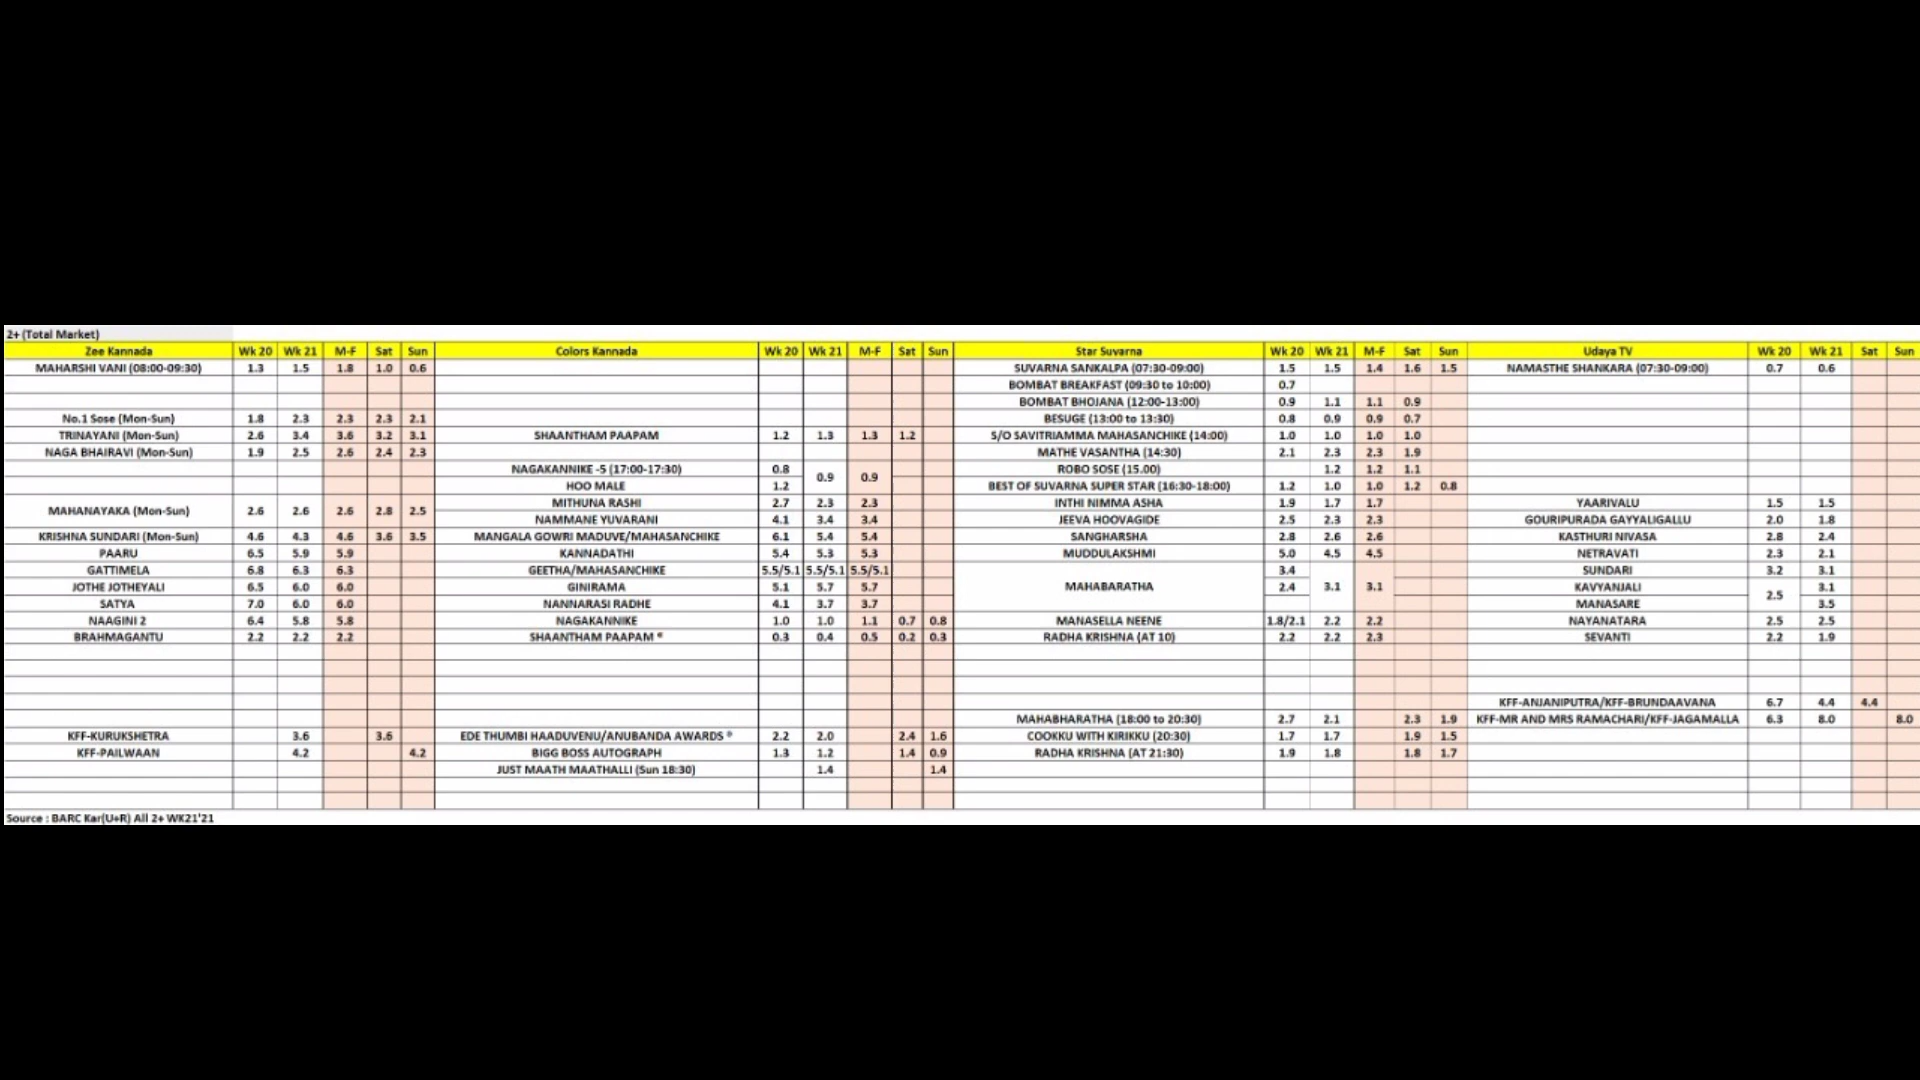 2+ (Total Market)
Zee Kannada Wk 20 Wk 21 M-F Sat Sun Colors Kannada Wk 20 Wk 21 M-F Sat Sun Star Suvarna Wk 20 Wk 21 M-F Sat Sun Udaya TV Wk 20 Wk 21 Sat Sun
MAHARSHI VANI (08:00-09:30) 1.3 1.5 1.8 1.0 0.6 SUVARNA SANKALPA (07:30-09:00) 1.5 1.5 1.4 1.6 1.5 NAMASTHE SHANKARA (07:30-09:00) 0.7 0.6
BOMBAT BREAKFAST (09:30 to 10:00) 0.7
BOMBAT BHOJANA (12:00-13:00) 0.9 1.1 1.1 0.9
No.1 Sose (Mon-Sun) 1.8 2.3 2.3 2.3 2.1 BESUGE (13:00 to 13:30) 0.8 0.9 0.9 0.7
TRINAYANI (Mon-Sun) 2.6 3.4 3.6 3.2 3.1 SHAANTHAM PAAPAM 1.2 1.3 1.3 1.2 S/O SAVITRIAMMA MAHASANCHIKE (14:00) 1.0 1.0 1.0 1.0
NAGA BHAIRAVI (Mon-Sun) 1.9 2.5 2.6 2.4 2.3 MATHE VASANTHA (14:30) 2.1 2.3 2.3 1.9
NAGAKANNIKE -5 (17:00-17:30) 0.8 0.9 0.9 ROBO SOSE (15.00) 1.2 1.2 1.1
HOO MALE 1.2 BEST OF SUVARNA SUPER STAR (16:30-18:00) 1.2 1.0 1.0 1.2 0.8
MAHANAYAKA (Mon-Sun) 2.6 2.6 2.6 2.8 2.5 MITHUNA RASHI 2.7 2.3 2.3 INTHI NIMMA ASHA 1.9 1.7 1.7 YAARIVALU 1.5 1.5
NAMMANE YUVARANI 4.1 3.4 3.4 JEEVA HOOVAGIDE 2.5 2.3 2.3 GOURIPURADA GAYYALIGALLU 2.0 1.8
KRISHNA SUNDARI (Mon-Sun) 4.6 4.3 4.6 3.6 3.5 MANGALA GOWRI MADUVE/MAHASANCHIKE 6.1 5.4 5.4 SANGHARSHA 2.8 2.6 2.6 KASTHURI NIVASA 2.8 2.4
PAARU 6.5 5.9 5.9 KANNADATHI 5.4 5.3 5.3 MUDDULAKSHMI 5.0 4.5 4.5 NETRAVATI 2.3 2.1
GATTIMELA 6.8 6.3 6.3 GEETHA/MAHASANCHIKE 5.5/5.1 5.5/5.1 5.5/5.1 3.4 SUNDARI 3.2 3.1
JOTHE JOTHEYALI 6.5 6.0 6.0 GINIRAMA 5.1 5.7 5.7 MAHABARATHA 2.4 3.1 3.1 KAVYANJALI 2.5 3.1
SATYA 7.0 6.0 6.0 NANNARASI RADHE 4.1 3.7 3.7 MANASARE 3.5
NAAGINI 2 6.4 5.8 5.8 NAGAKANNIKE 1.0 1.0 1.1 0.7 0.8 MANASELLA NEENE 1.8/2.1 2.2 2.2 NAYANATARA 2.5 2.5
BRAHMAGANTU 2.2 2.2 2.2 SHAANTHAM PAAPAM 0.3 0.4 0.5 0.2 0.3 RADHA KRISHNA (AT 10) 2.2 2.2 2.3 SEVANTI 2.2 1.9
KFF-ANJANIPUTRA/KFF-BRUNDAAVANA 6.7 4.4 4.4
MAHABHARATHA (18:00 to 20:30) 2.7 2.1 2.3 1.9 KFF-MR AND MRS RAMACHARI/KFF-JAGAMALLA 6.3 8.0 8.0
KFF-KURUKSHETRA 3.6 3.6 EDE THUMBI HAADUVENU/ANUBANDA AWARDS 2.2 2.0 2.4 1.6 COOKKU WITH KIRIKKU (20:30) 1.7 1.7 1.9 1.5
KFF-PAILWAAN 4.2 4.2 BIGG BOSS AUTOGRAPH 1.3 1.2 1.4 0.9 RADHA KRISHNA (AT 21:30) 1.9 1.8 1.8 1.7
JUST MAATH MAATHALLI (Sun 18:30) 1.4 1.4
Source : BARC Kar(U+R) All 2+ WK21'21